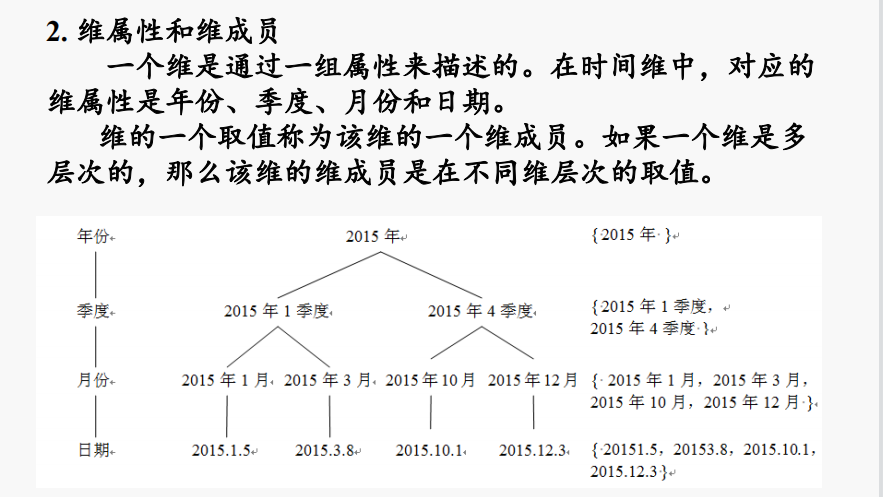 2. 维属性和维成员
一个维是通过一组属性来描述的。在时间维中，对应的
维属性是年份、季度、月份和日期。
维的一个取值称为该维的一个维成员。如果一个维是多
层次的，那么该维的维成员是在不同维层次的取值。
年份 2015 年 { 2015 年 }
季度 2015 年 1 季度 2015 年 4 季度 {2015 年 1 季度，
2015 年 4 季度 }
月份 2015 年 1 月 2015 年 3 月 2015 年 10 月 2015 年 12 月 { 2015 年 1 月，2015 年 3 月，
2015 年 10 月，2015 年 12 月 }
日期 2015.1.5 2015.3.8 2015.10.1 2015.12.3 { 20151.5，20153.8，2015.10.1，
2015.12.3 }